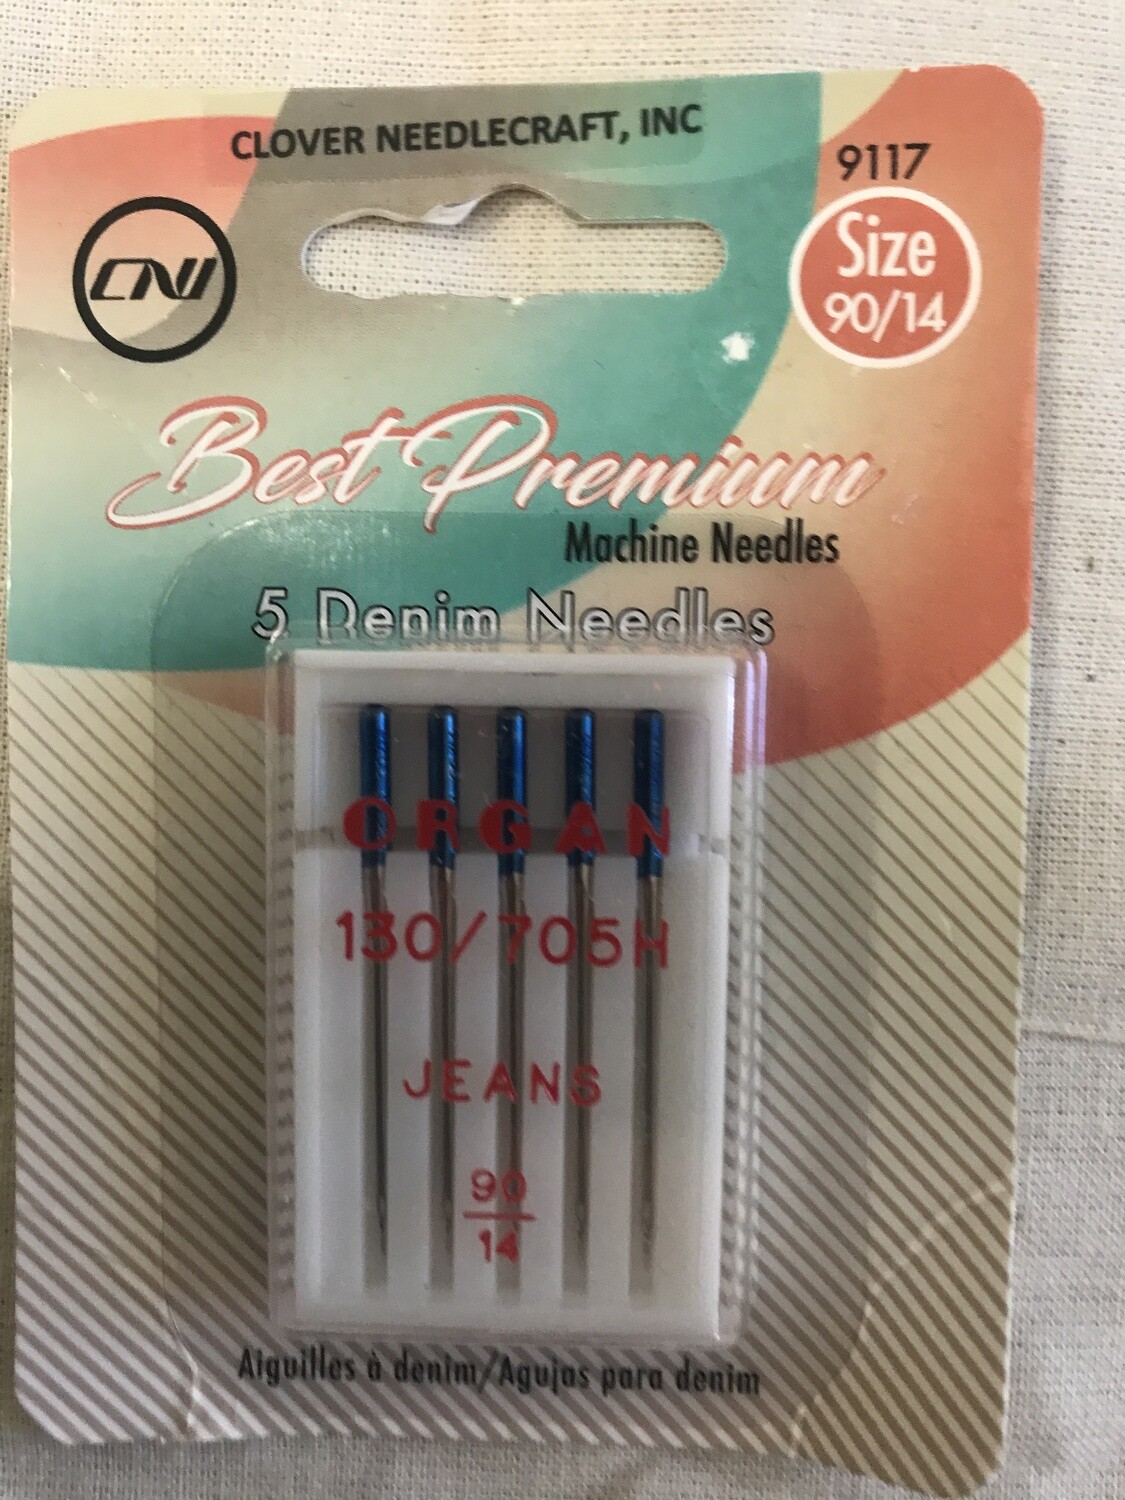 CLOVER NEEDLECRAFT, INC
9117
CNI
Size
90/14
Best Premium
Machine Needles
5 Denim Needles
ORGAN
130/705H
JEANS
90
14
Aiguilles à denim/Agujas para denim